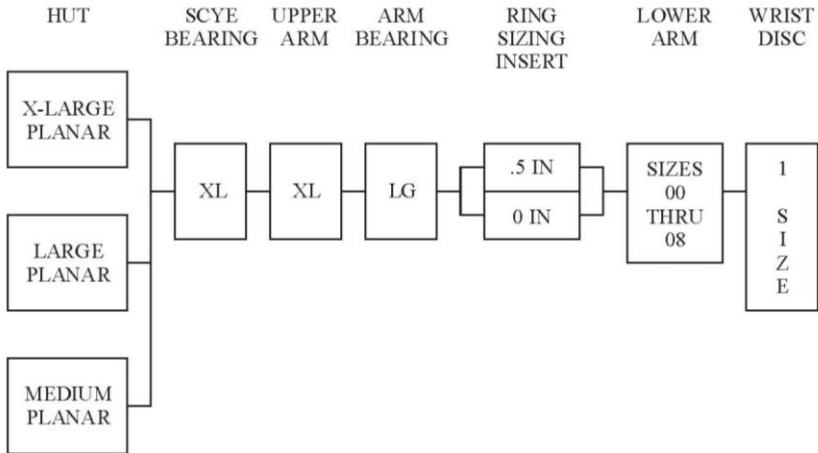 HUT
SCYE
BEARING
UPPER
ARM
ARM
BEARING
RING
SIZING
INSERT
LOWER
ARM
WRIST
DISC
X-LARGE
PLANAR
LARGE
PLANAR
MEDIUM
PLANAR
XL
XL
LG
.5 IN
0 IN
SIZES
00
THRU
08
1
S
I
Z
E